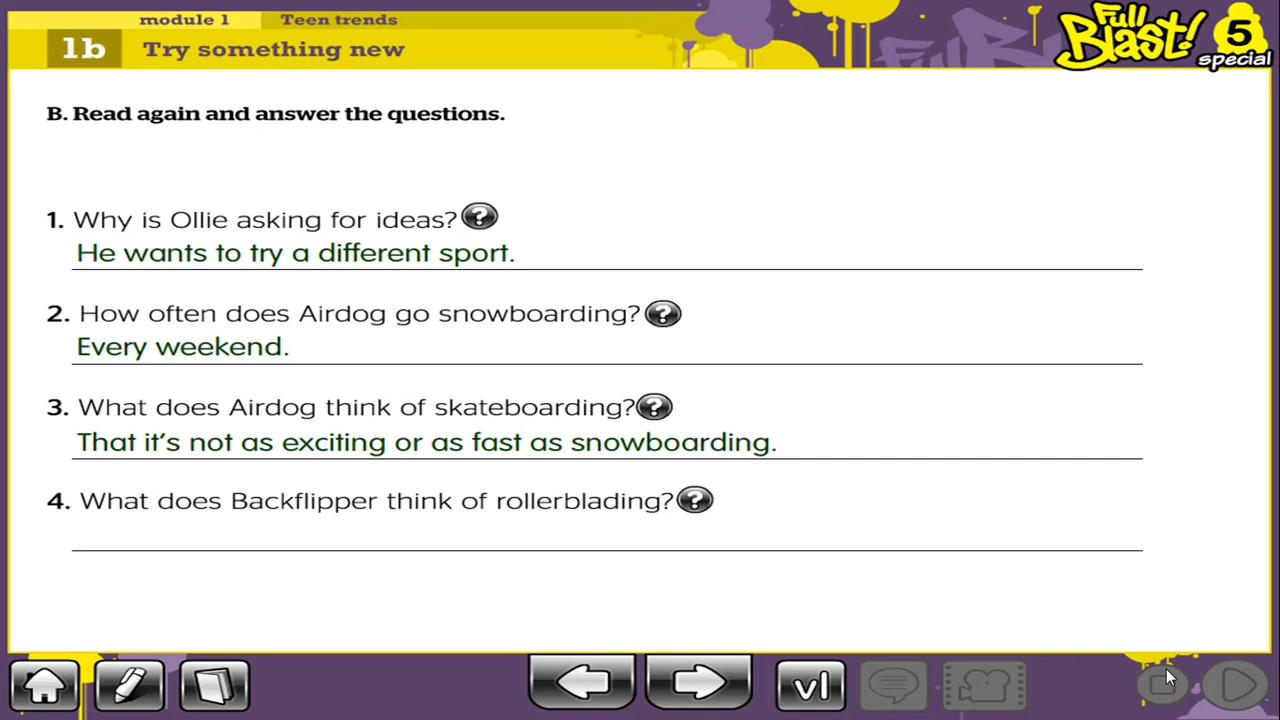 module 1 Teen trends
1b Try something new
Full Blast! 5 special
B. Read again and answer the questions.
1. Why is Ollie asking for ideas? ?
He wants to try a different sport.
2. How often does Airdog go snowboarding? ?
Every weekend.
3. What does Airdog think of skateboarding? ?
That it's not as exciting or as fast as snowboarding.
4. What does Backflipper think of rollerblading? ?
vl